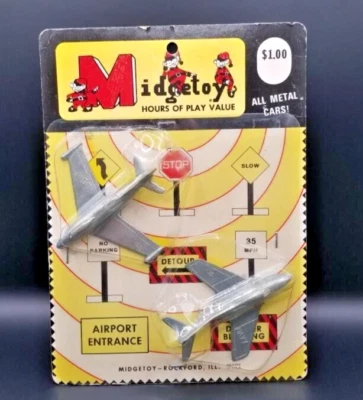 $1.00
Midgetoy
HOURS OF PLAY VALUE
ALL METAL
CARS!
STOP
SLOW
NO
PARKING
DETOUR
35
AIRPORT
ENTRANCE
MIDGETOY—ROCKFORD, ILL.